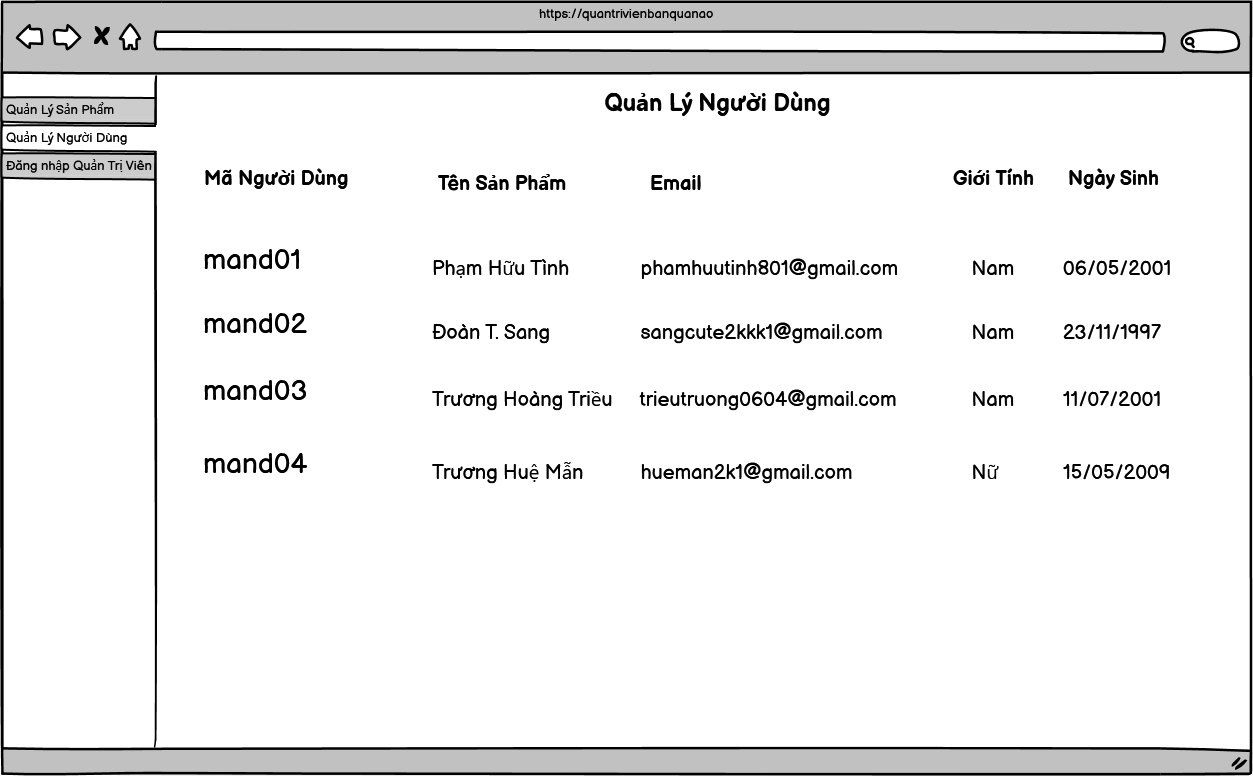 https://quantrivienbanquanao
Quản Lý Sản Phẩm
Quản Lý Người Dùng
Đăng nhập Quản Trị Viên
Quản Lý Người Dùng
Mã Người Dùng Tên Sản Phẩm Email Giới Tính Ngày Sinh
mand01 Phạm Hữu Tình phamhuutinh801@gmail.com Nam 06/05/2001
mand02 Đoàn T. Sang sangcute2kkk1@gmail.com Nam 23/11/1997
mand03 Trương Hoàng Triều trieutruong0604@gmail.com Nam 11/07/2001
mand04 Trương Huệ Mẫn hueman2k1@gmail.com Nữ 15/05/2009